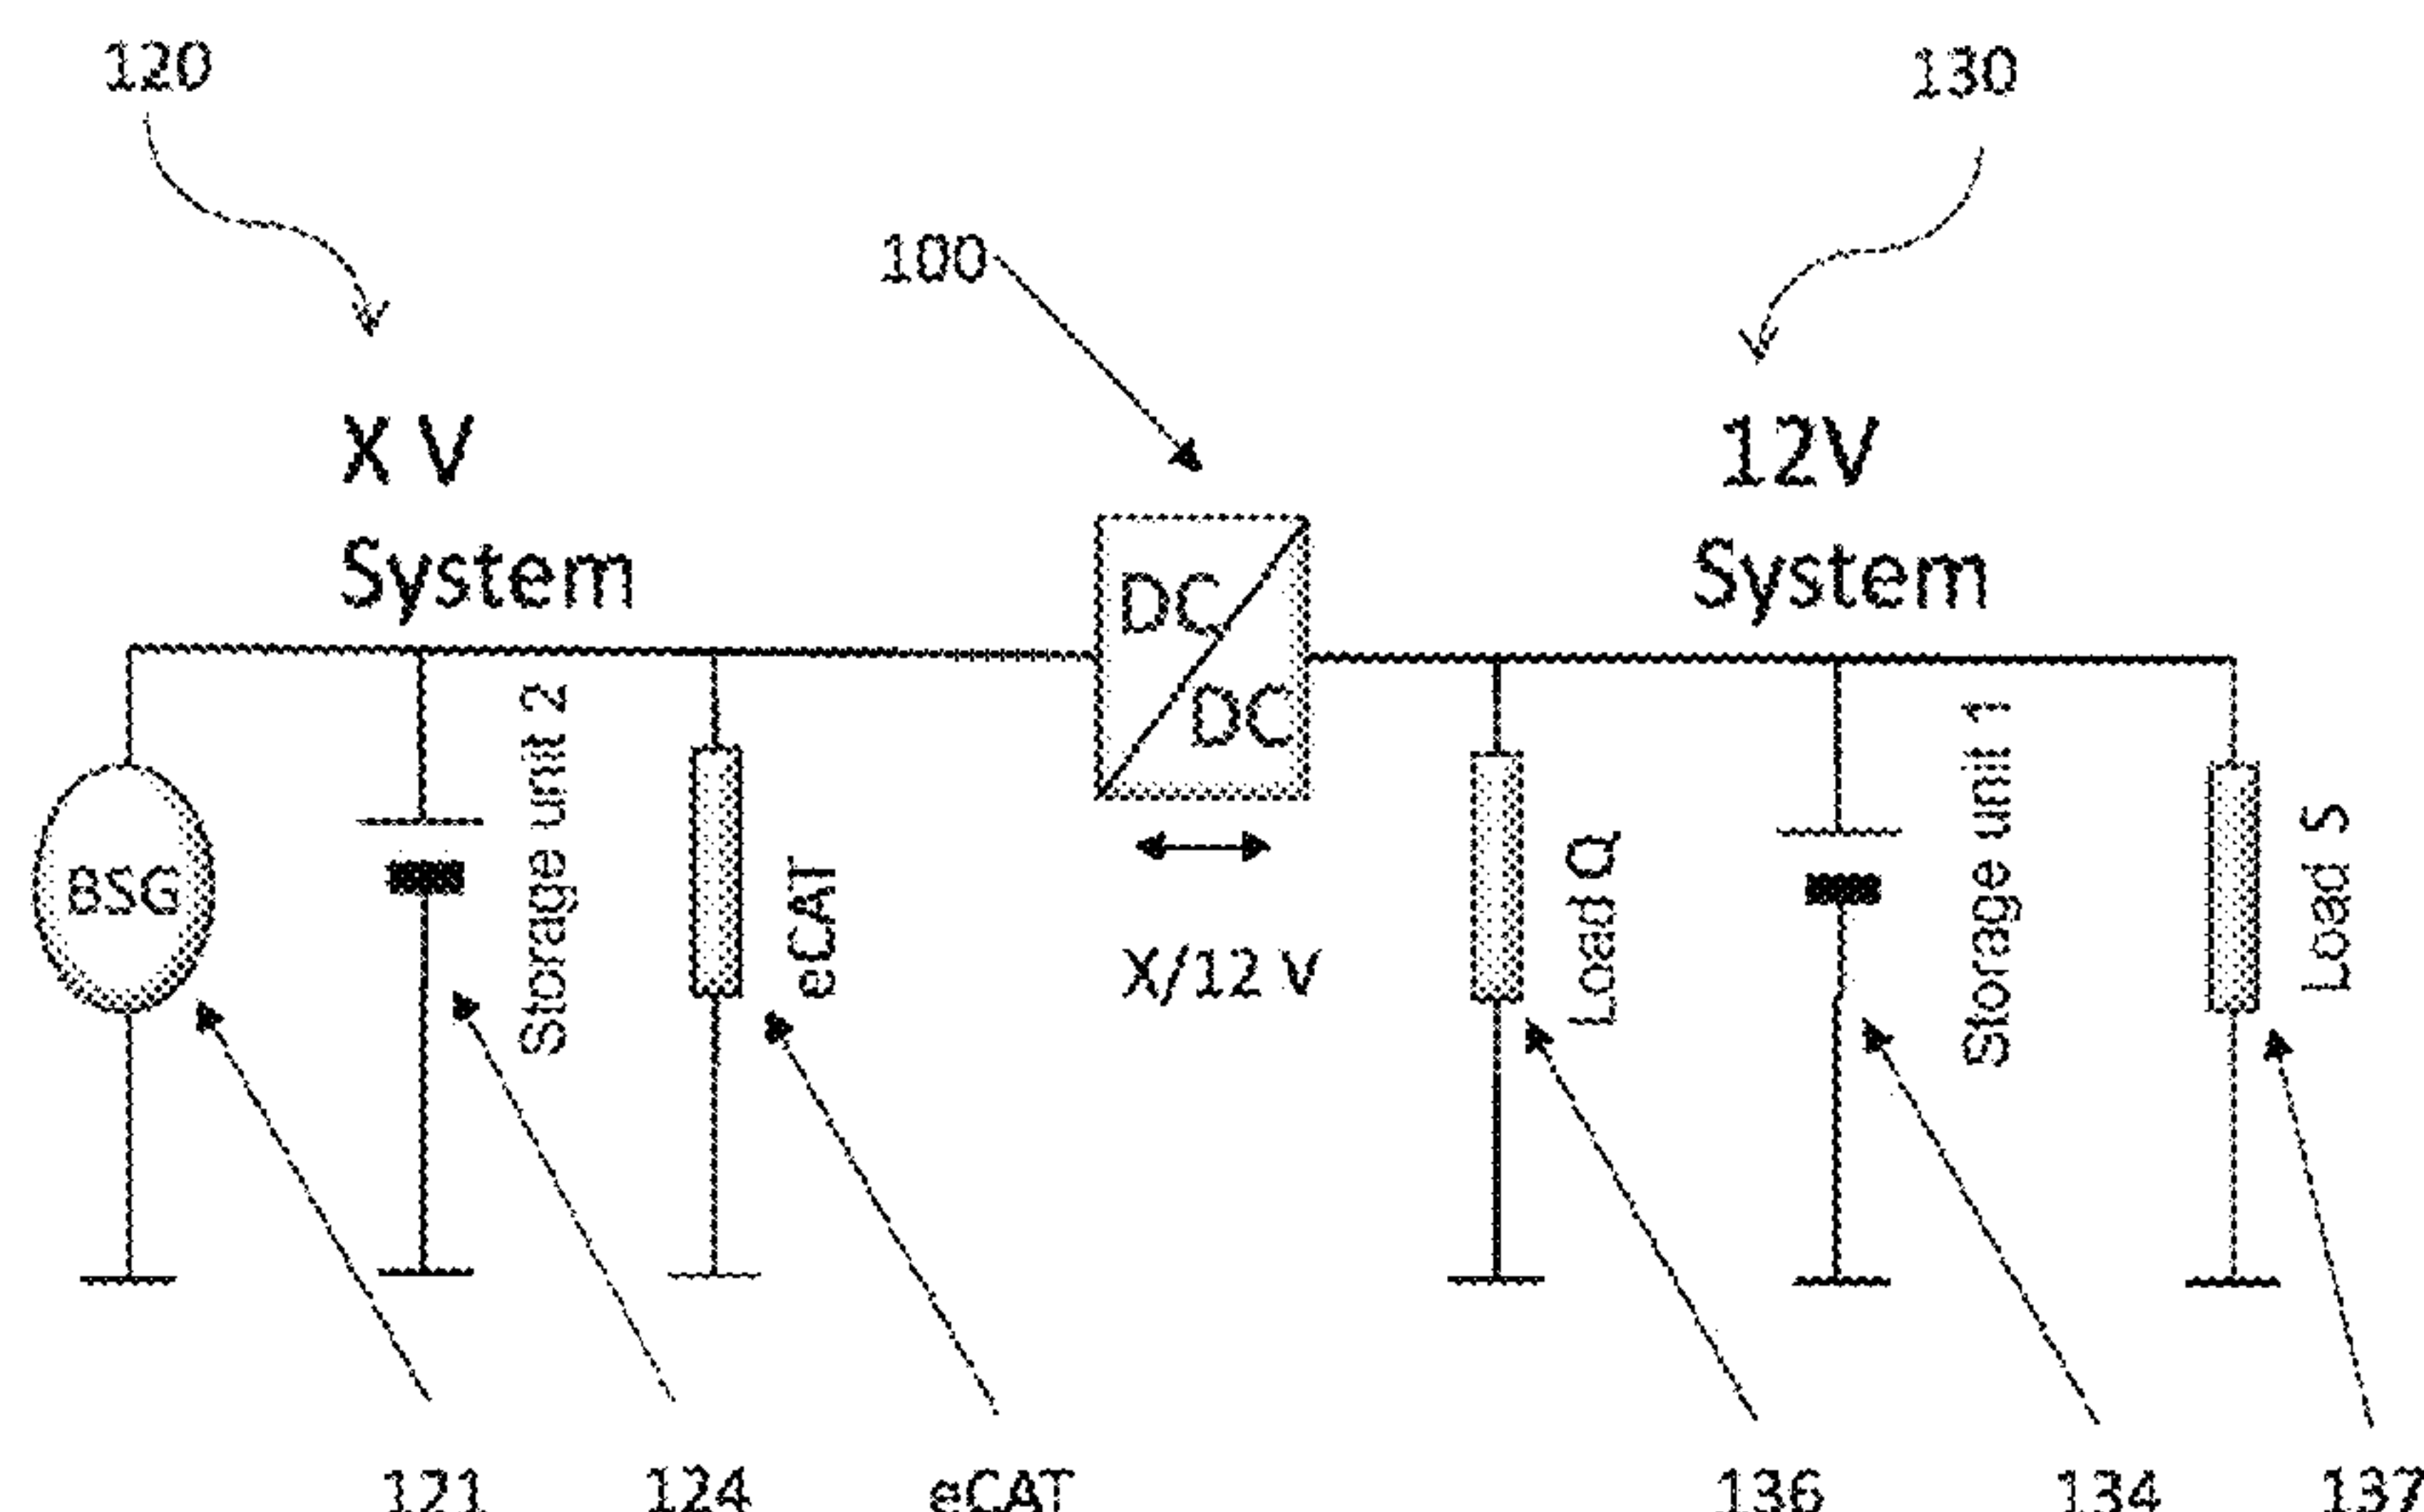 120
130
100
X V
System
12V
System
DC
DC
BSG
Storage unit 2
eCAT
X/12 V
Load Q
Storage unit 1
Load S
121
124
eCAT
136
134
137